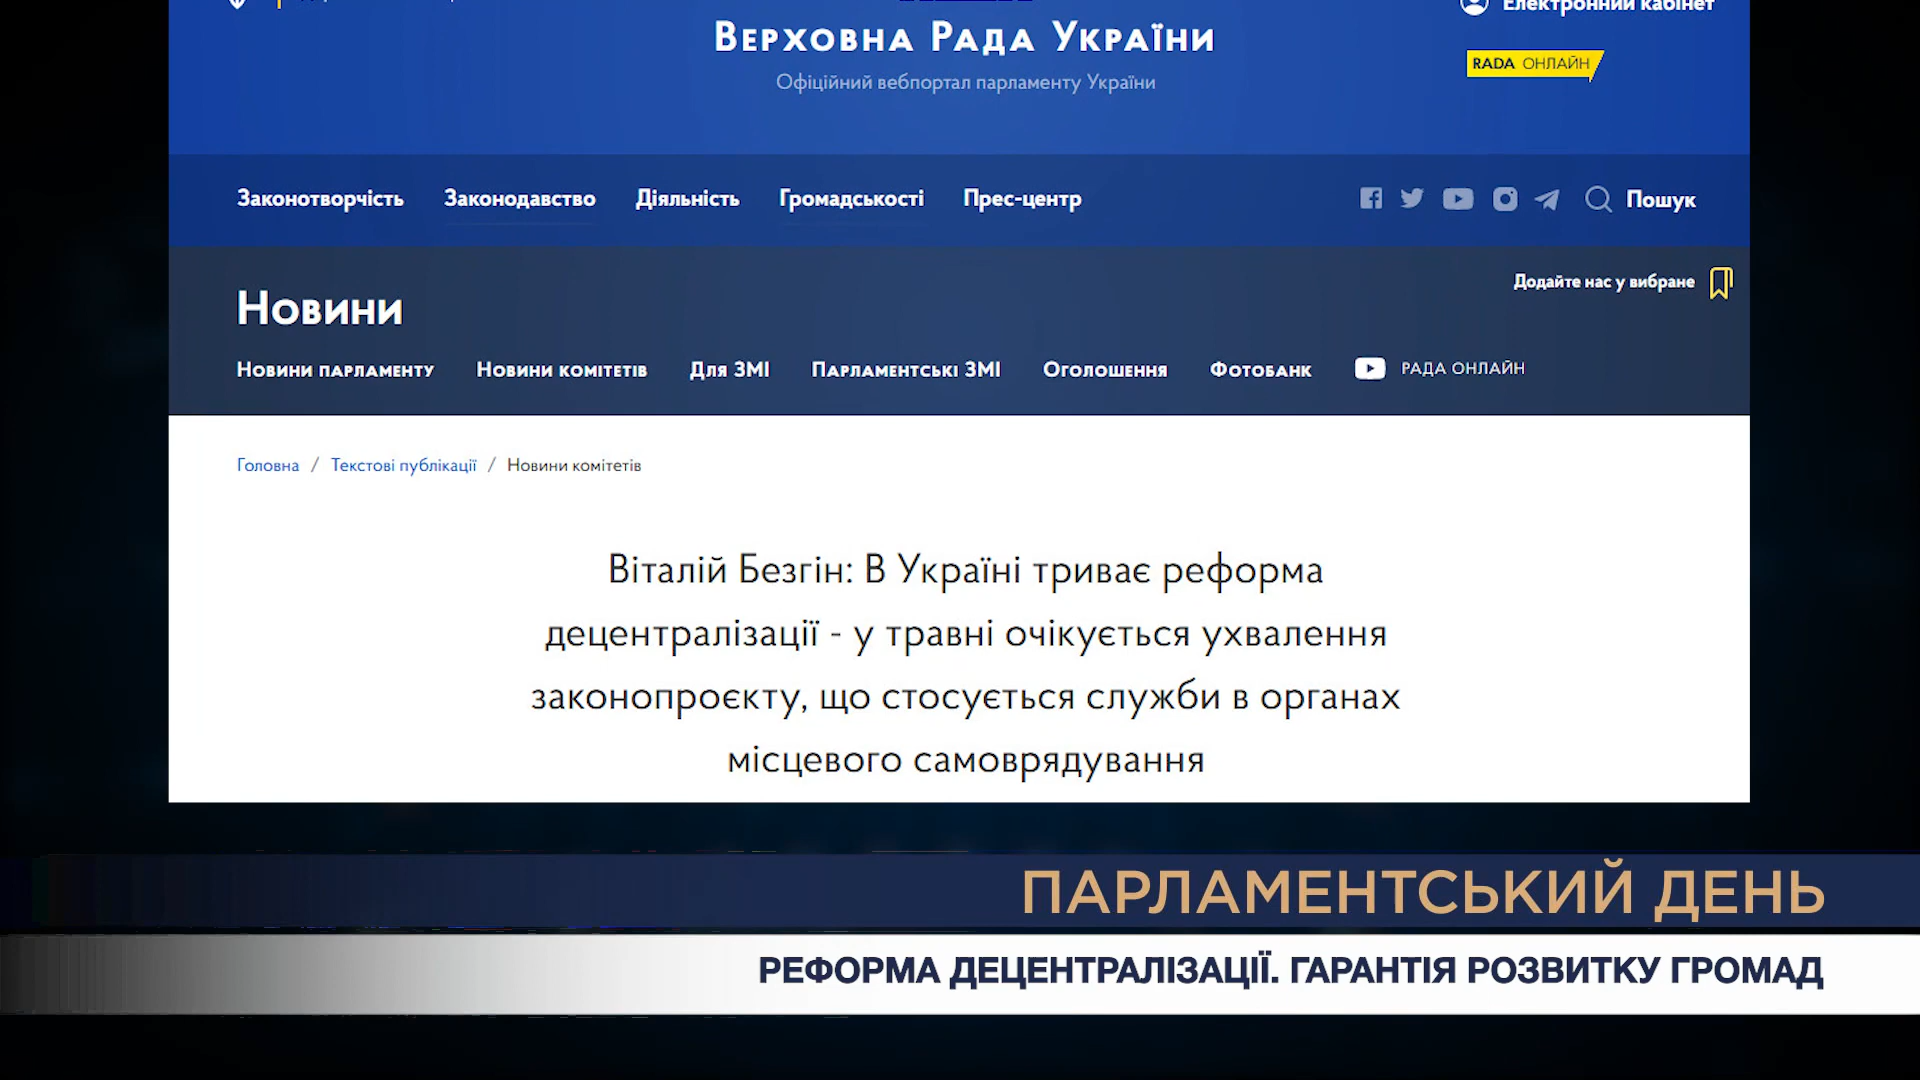 Електронний кабінет
Верховна Рада України
Офіційний вебпортал парламенту України
RADA ОНЛАЙН
Законотворчість Законодавство Діяльність Громадськості Прес-центр Пошук
Додайте нас у вибране
Новини
Новини парламенту Новини комітетів Для ЗМІ Парламентські ЗМІ Оголошення Фотобанк РАДА ОНЛАЙН
Головна / Текстові публікації / Новини комітетів
Віталій Безгін: В Україні триває реформа
децентралізації - у травні очікується ухвалення
законопроєкту, що стосується служби в органах
місцевого самоврядування
ПАРЛАМЕНТСЬКИЙ ДЕНЬ
РЕФОРМА ДЕЦЕНТРАЛІЗАЦІЇ. ГАРАНТІЯ РОЗВИТКУ ГРОМАД